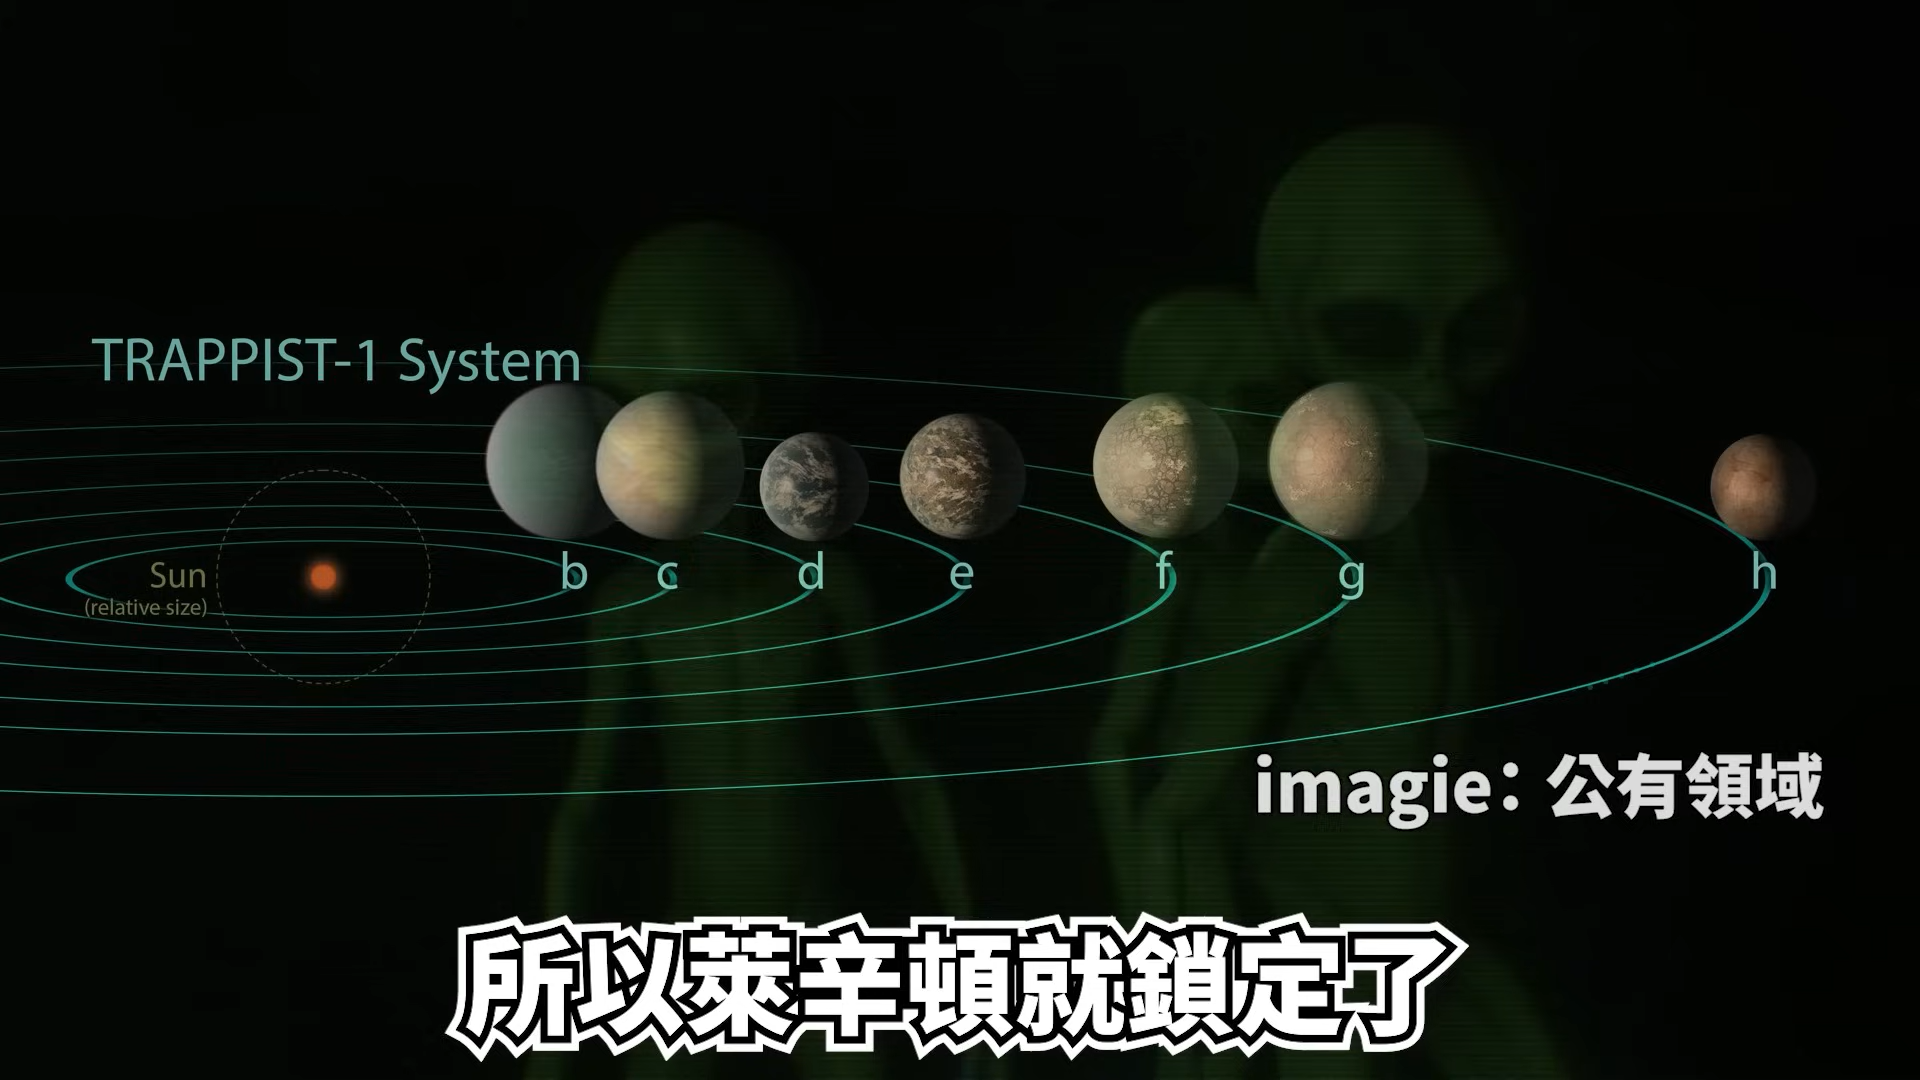 TRAPPIST-1 System
Sun
(relative size)
b c d e f g h
imagie：公有領域
所以萊辛頓就鎖定了